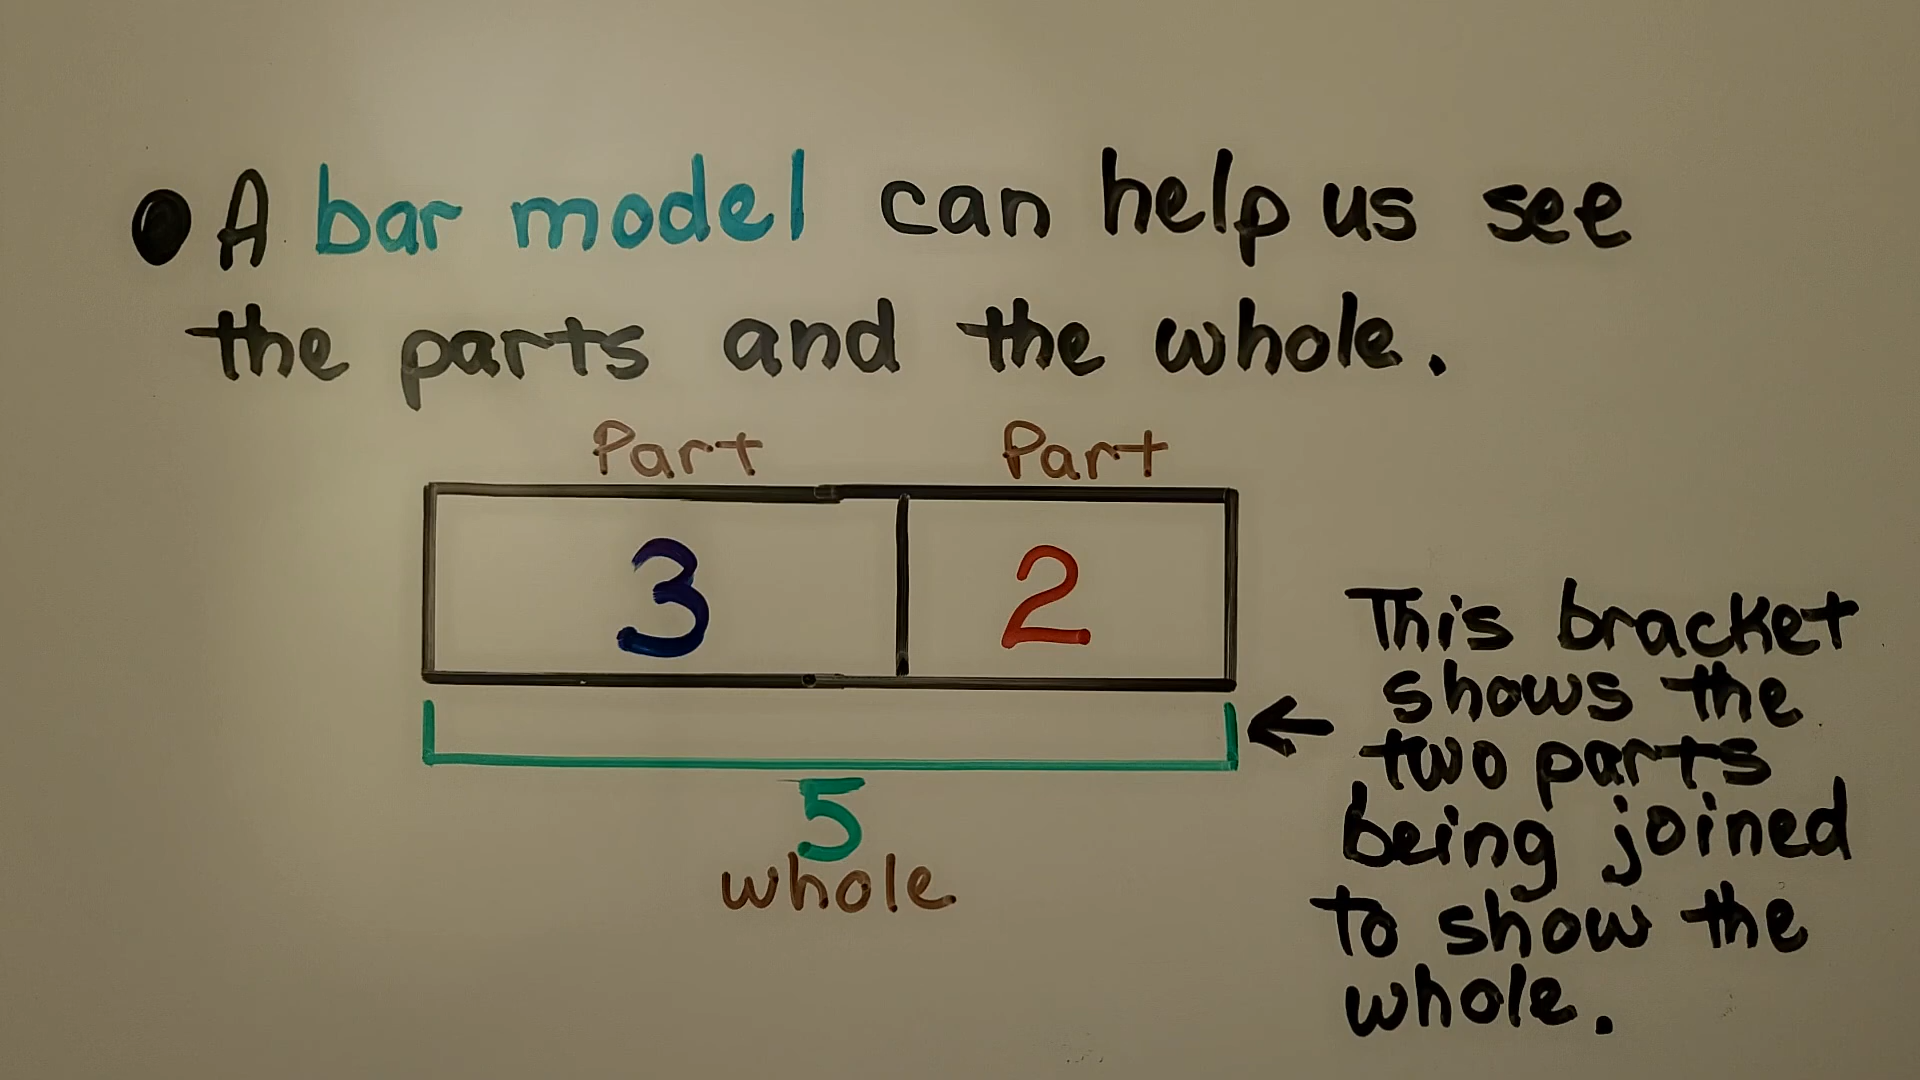 A bar model can help us see
the parts and the whole.
Part Part
3 2
This bracket
shows the
two parts
being joined
to show the
whole.
5
whole